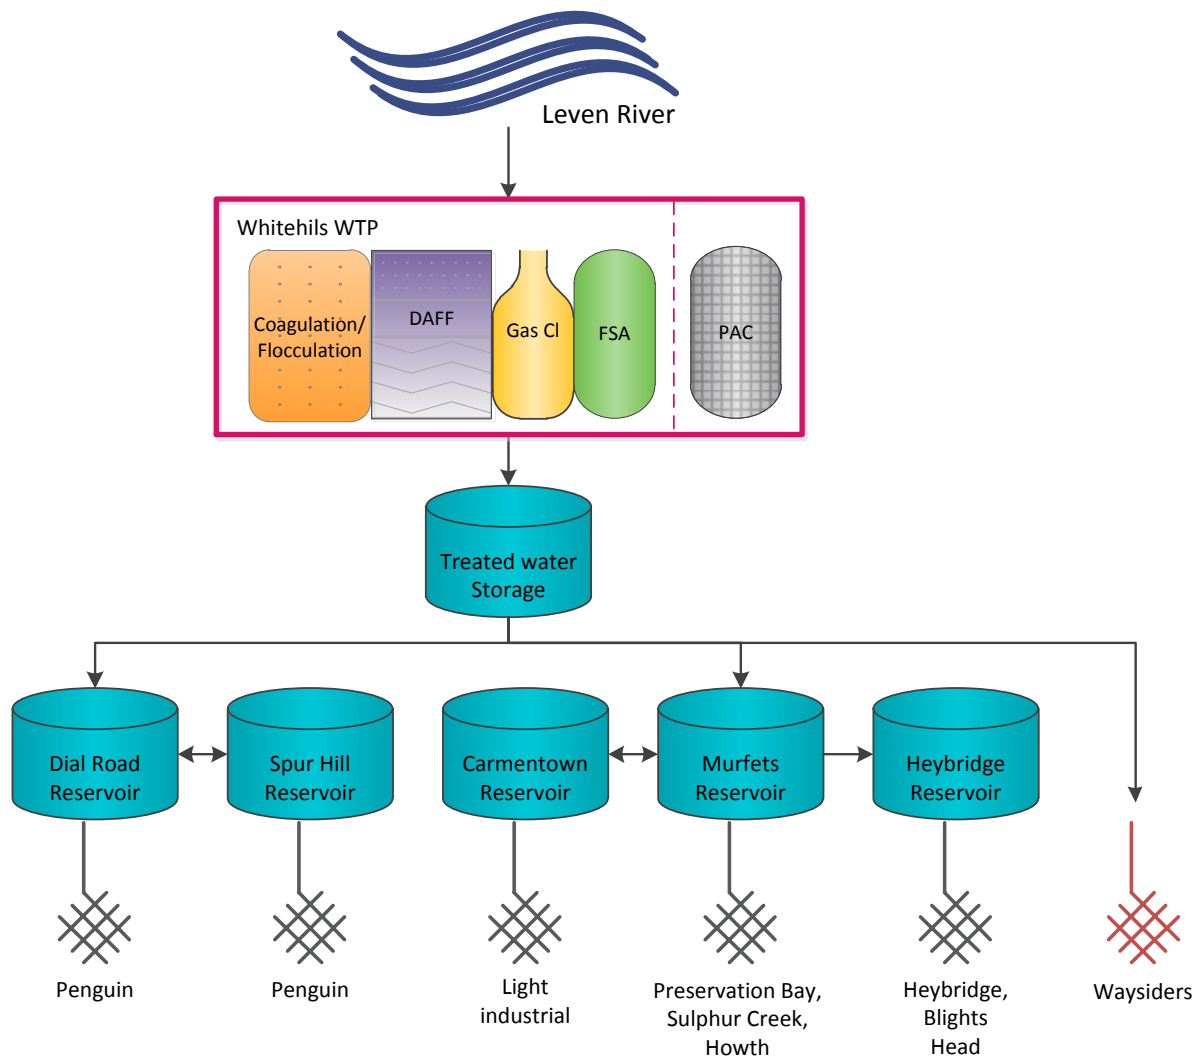 Leven River
Whitehils WTP
Coagulation/
Flocculation
DAFF
Gas Cl
FSA
PAC
Treated water
Storage
Dial Road
Reservoir
Spur Hill
Reservoir
Carmentown
Reservoir
Murfets
Reservoir
Heybridge
Reservoir
Penguin
Penguin
Light
industrial
Preservation Bay,
Sulphur Creek,
Howth
Heybridge,
Blights
Head
Waysiders